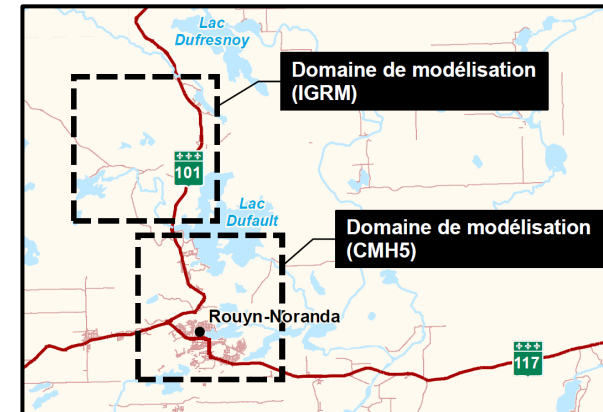 Lac
Dufresnoy
Domaine de modélisation
(IGRM)
101
Lac
Dufault
Domaine de modélisation
(CMH5)
Rouyn-Noranda
117